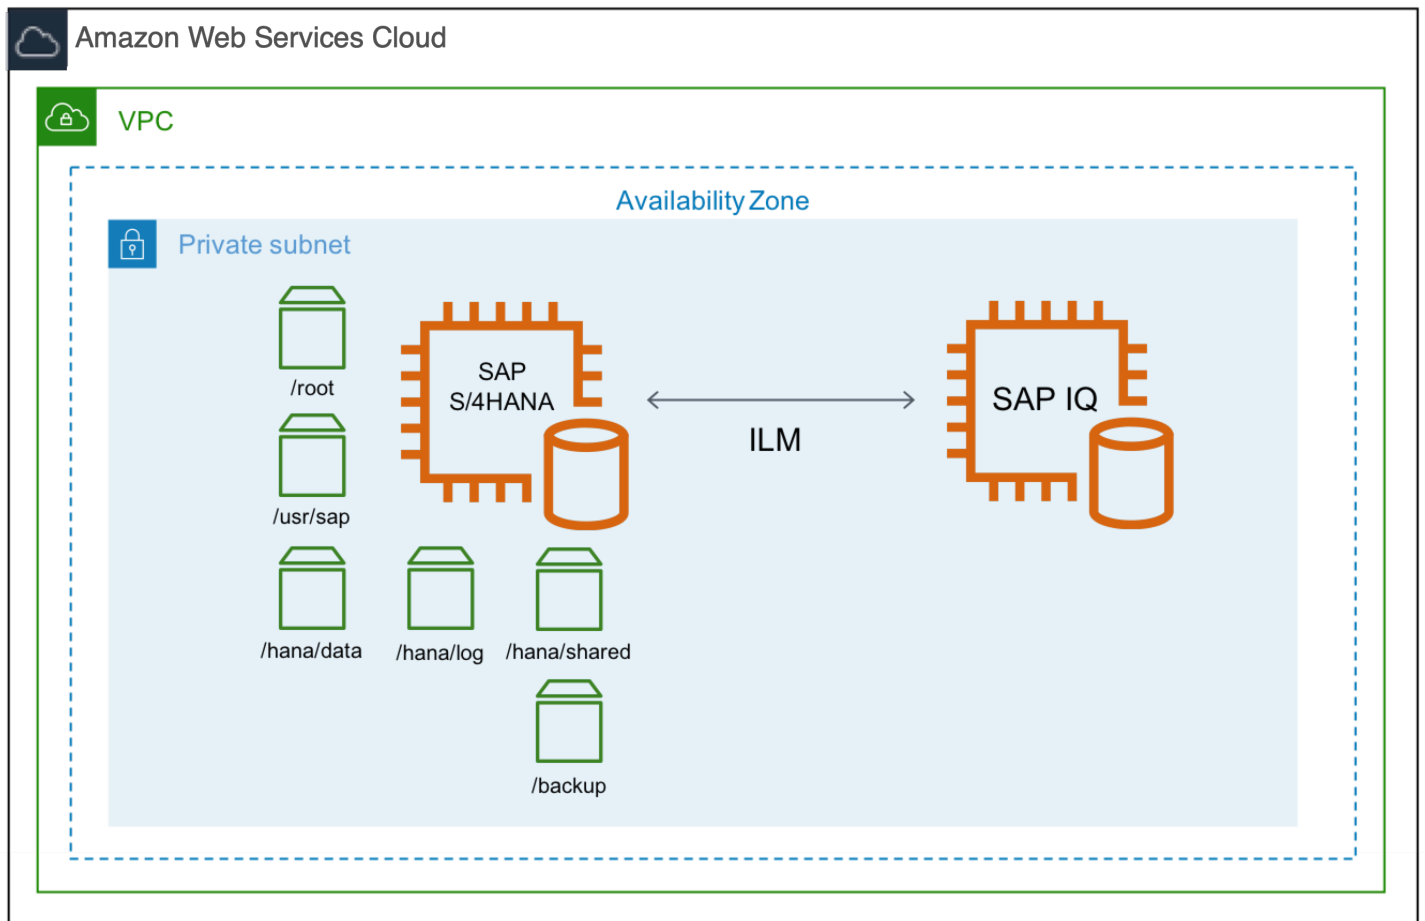 Amazon Web Services Cloud
VPC
Availability Zone
Private subnet
/root
SAP
S/4HANA
SAP IQ
ILM
/usr/sap
/hana/data
/hana/log
/hana/shared
/backup